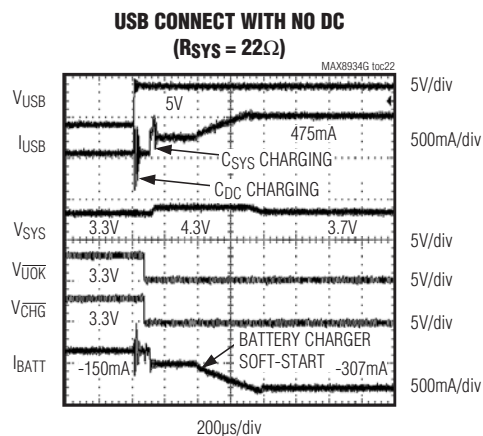 USB CONNECT WITH NO DC
(RSYS = 22Ω)
MAX8934G toc22
VUSB
5V
5V/div
IUSB
475mA
500mA/div
CSYS CHARGING
CDC CHARGING
VSYS
3.3V
4.3V
3.7V
5V/div
VUOK
3.3V
5V/div
VCHG
3.3V
5V/div
BATTERY CHARGER
SOFT-START
IBATT
-150mA
-307mA
500mA/div
200µs/div